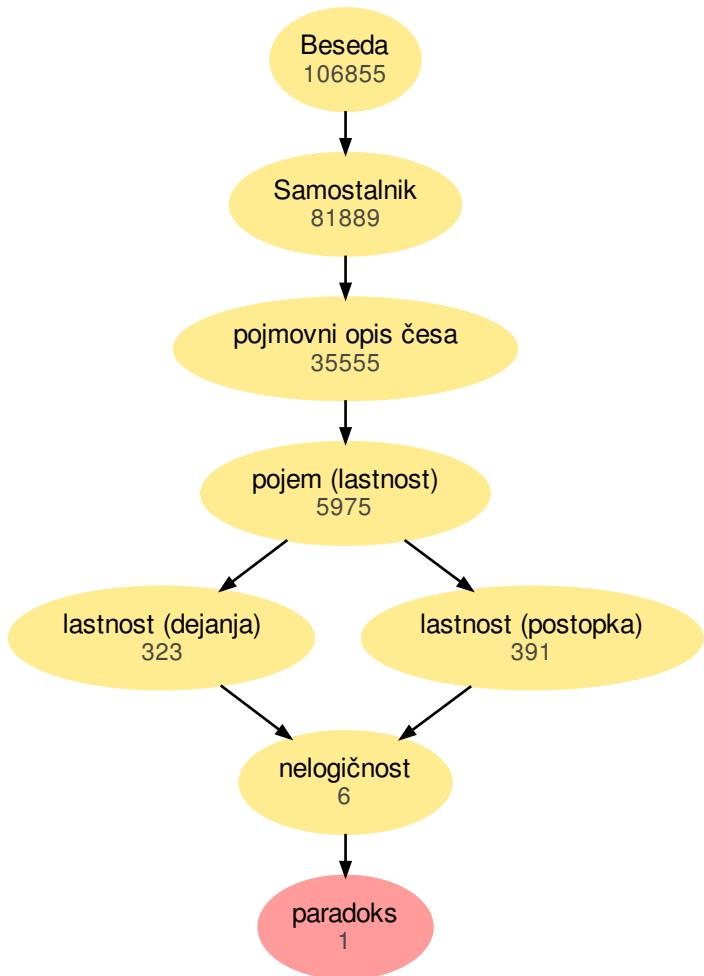 Beseda
106855
Samostalnik
81889
pojmovni opis česa
35555
pojem (lastnost)
5975
lastnost (dejanja)
323
lastnost (postopka)
391
nelogičnost
6
paradoks
1